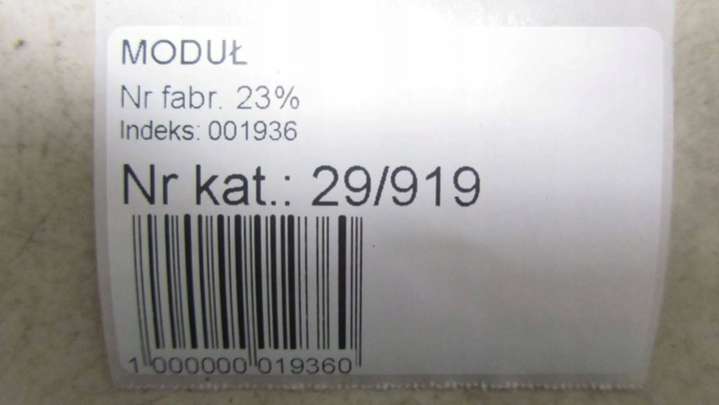 MODUŁ
Nr fabr. 23%
Indeks: 001936
Nr kat.: 29/919
1 000000 019360